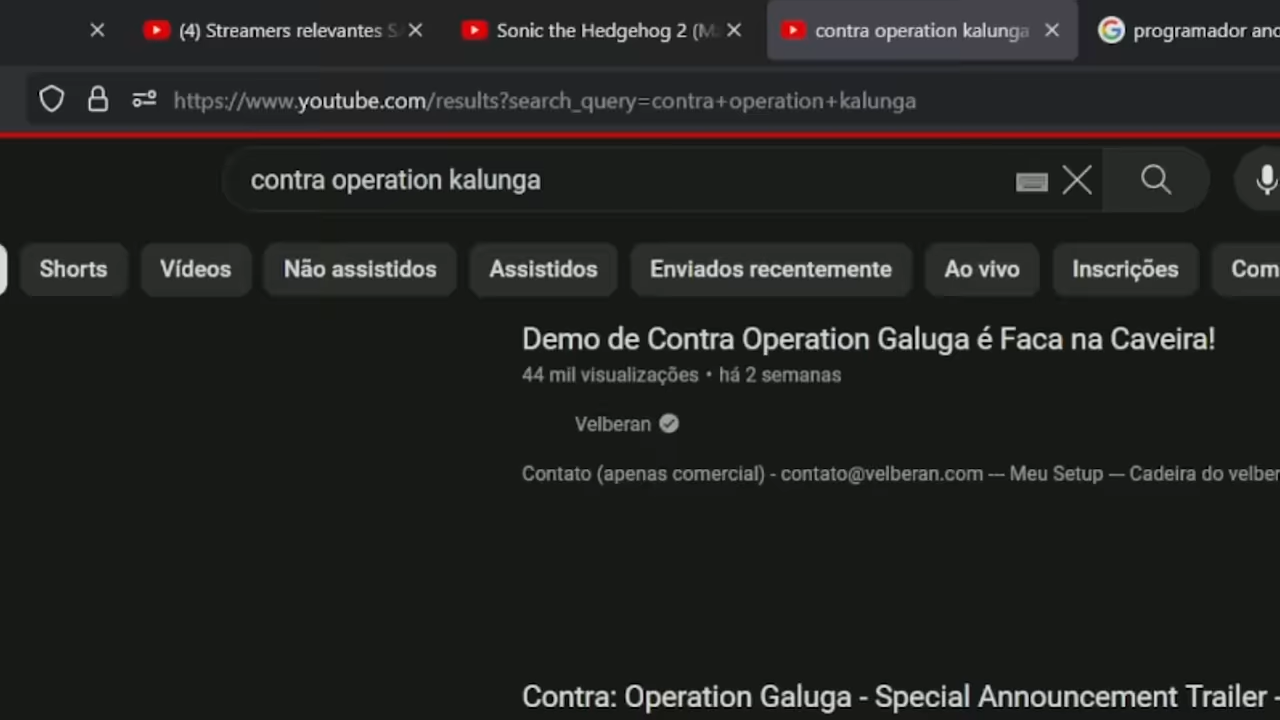 (4) Streamers relevantes
Sonic the Hedgehog 2 (M
contra operation kalunga
programador and
https://www.youtube.com/results?search_query=contra+operation+kalunga
contra operation kalunga
Shorts
Vídeos
Não assistidos
Assistidos
Enviados recentemente
Ao vivo
Inscrições
Com
Demo de Contra Operation Galuga é Faca na Caveira!
44 mil visualizações • há 2 semanas
Velberan
Contato (apenas comercial) - contato@velberan.com --- Meu Setup --- Cadeira do velber
Contra: Operation Galuga - Special Announcement Trailer -